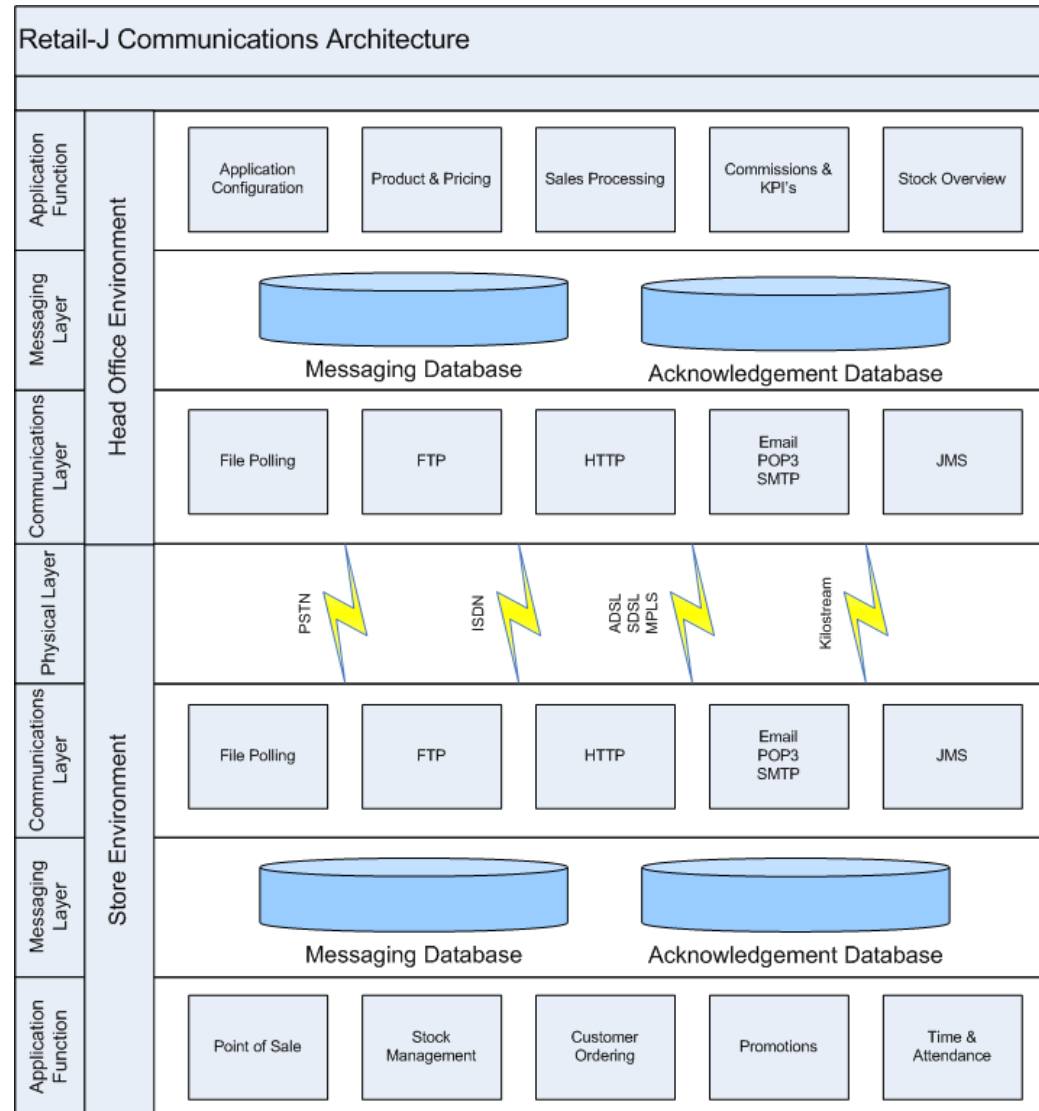 Retail-J Communications Architecture
Application
Function
Head Office Environment
Application
Configuration
Product & Pricing
Sales Processing
Commissions &
KPI's
Stock Overview
Messaging
Layer
Messaging Database
Acknowledgement Database
Communications
Layer
File Polling
FTP
HTTP
Email
POP3
SMTP
JMS
Physical Layer
PSTN
ISDN
ADSL
SDSL
MPLS
Kilostream
Store Environment
Communications
Layer
File Polling
FTP
HTTP
Email
POP3
SMTP
JMS
Messaging
Layer
Messaging Database
Acknowledgement Database
Application
Function
Point of Sale
Stock
Management
Customer
Ordering
Promotions
Time &
Attendance